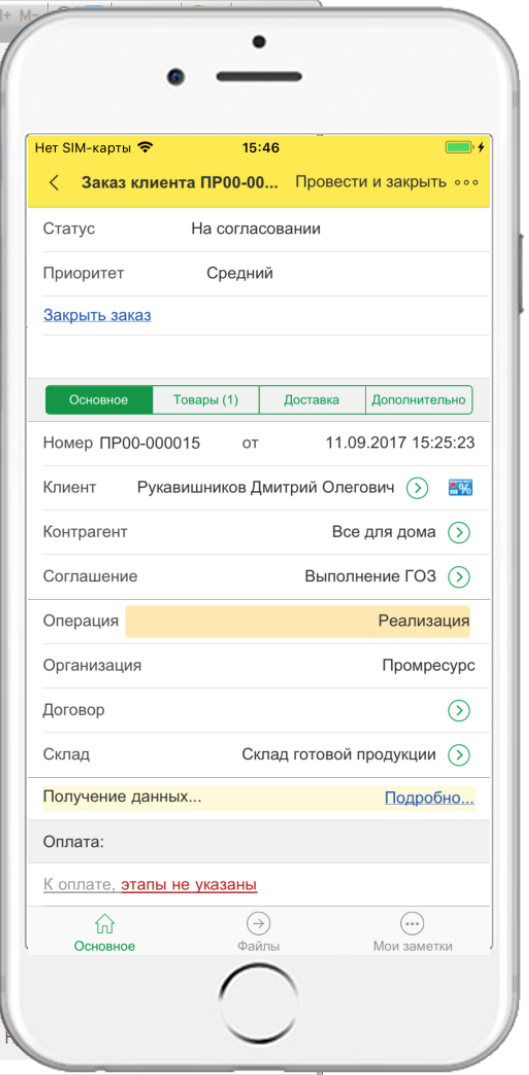 M-
Нет SIM-карты 15:46
Заказ клиента ПР00-00... Провести и закрыть
Статус На согласовании
Приоритет Средний
Закрыть заказ
Основное Товары (1) Доставка Дополнительно
Номер ПР00-000015 от 11.09.2017 15:25:23
Клиент Рукавишников Дмитрий Олегович
Контрагент Все для дома
Соглашение Выполнение ГОЗ
Операция Реализация
Организация Промресурс
Договор
Склад Склад готовой продукции
Получение данных... Подробно...
Оплата:
К оплате, этапы не указаны
Основное Файлы Мои заметки